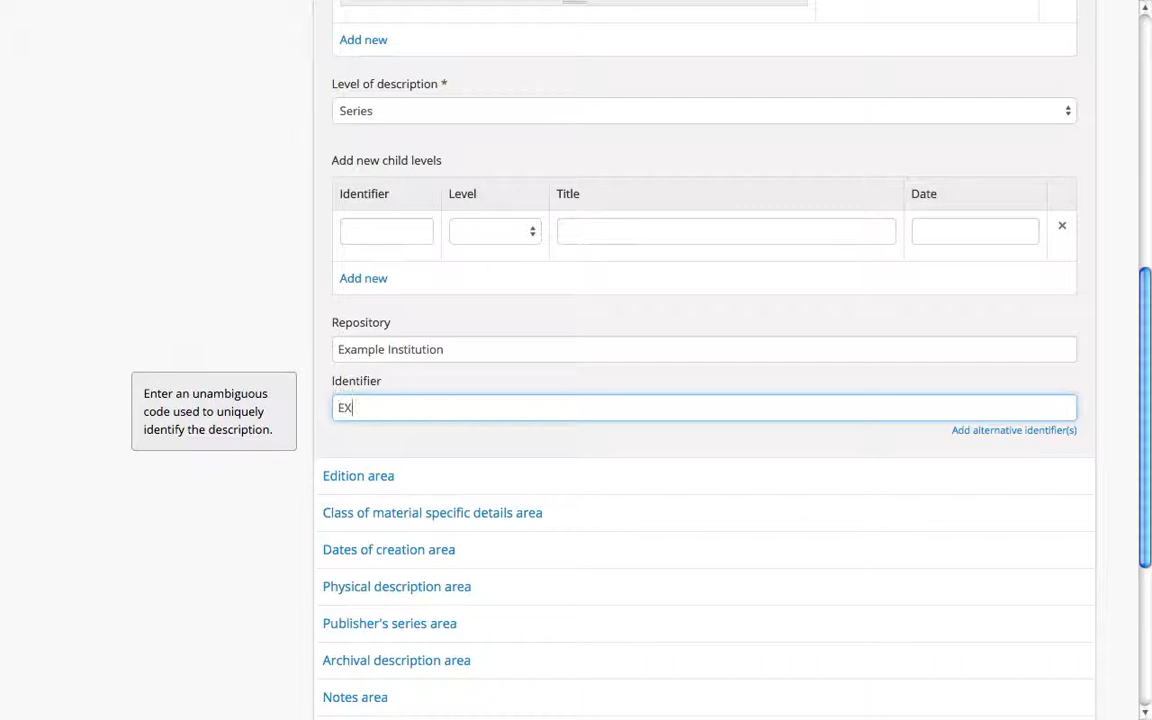 Add new
Level of description *
Series
Add new child levels
Identifier Level Title Date
×
Add new
Repository
Example Institution
Identifier
Enter an unambiguous
code used to uniquely
identify the description.
EX
Add alternative identifier(s)
Edition area
Class of material specific details area
Dates of creation area
Physical description area
Publisher's series area
Archival description area
Notes area